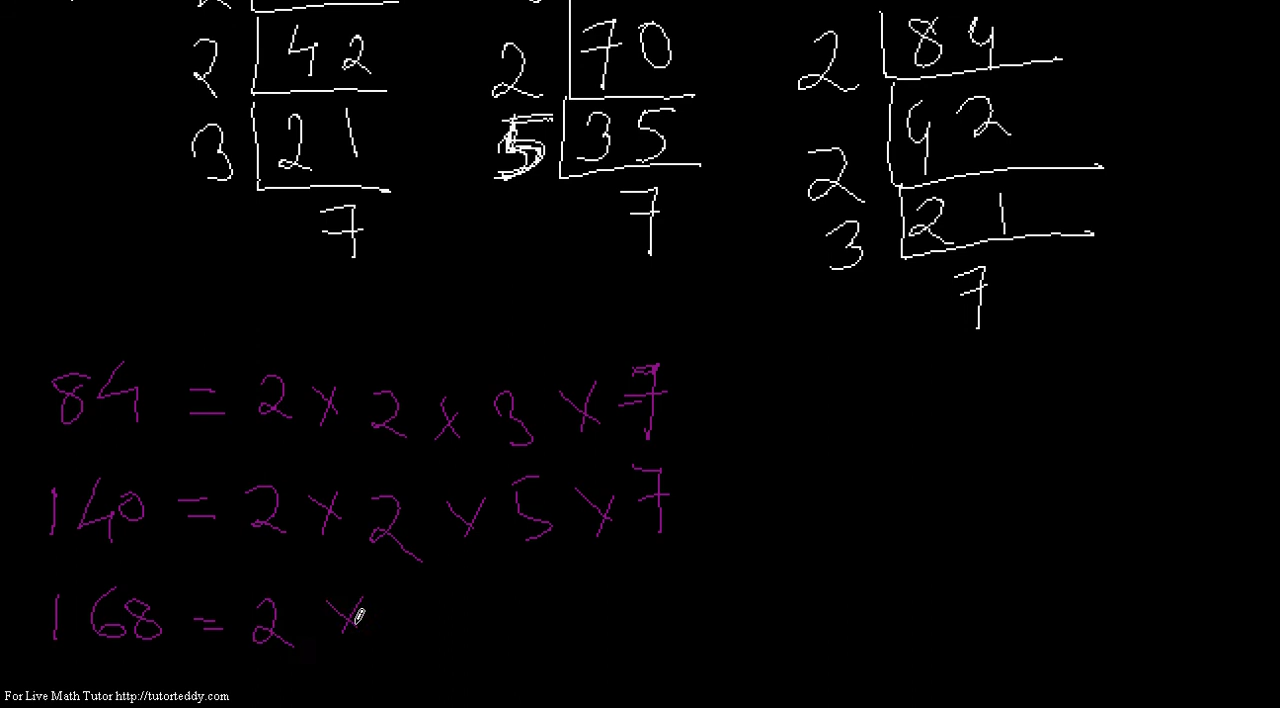 2 42 2 70 2 84
3 21 5 35 2 42
7 7 3 21
7
84 = 2 × 2 × 3 × 7
140 = 2 × 2 × 5 × 7
168 = 2 ×
For Live Math Tutor http://tutorteddy.com